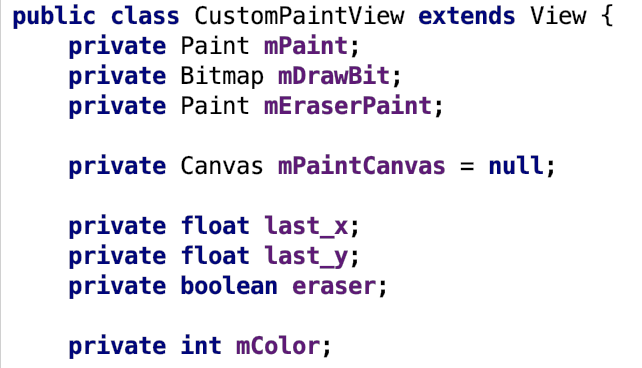 public class CustomPaintView extends View {
private Paint mPaint;
private Bitmap mDrawBit;
private Paint mEraserPaint;
private Canvas mPaintCanvas = null;
private float last_x;
private float last_y;
private boolean eraser;
private int mColor;